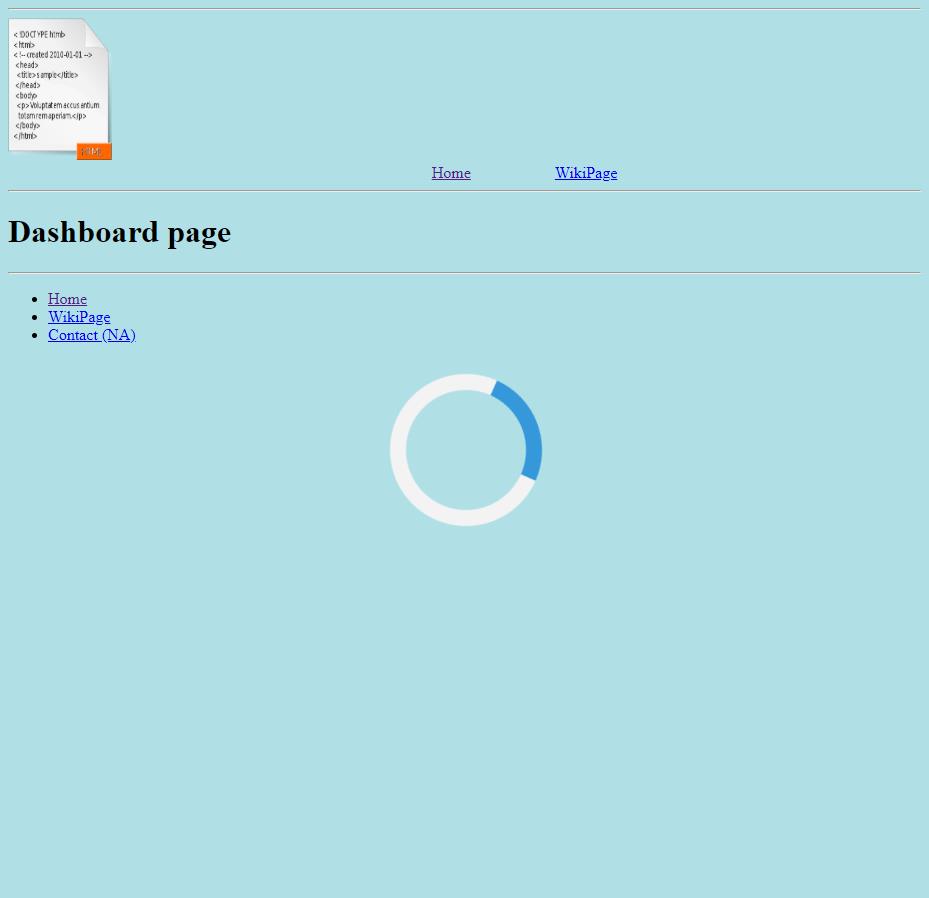 <!DOCTYPE html>
<html>
<!-- created 2010-01-01 -->
<head>
<title>sample</title>
</head>
<body>
<p>Voluptatem accusantium
totam rem aperiam.</p>
</body>
</html>
HTML
Home WikiPage
Dashboard page
Home
WikiPage
Contact (NA)